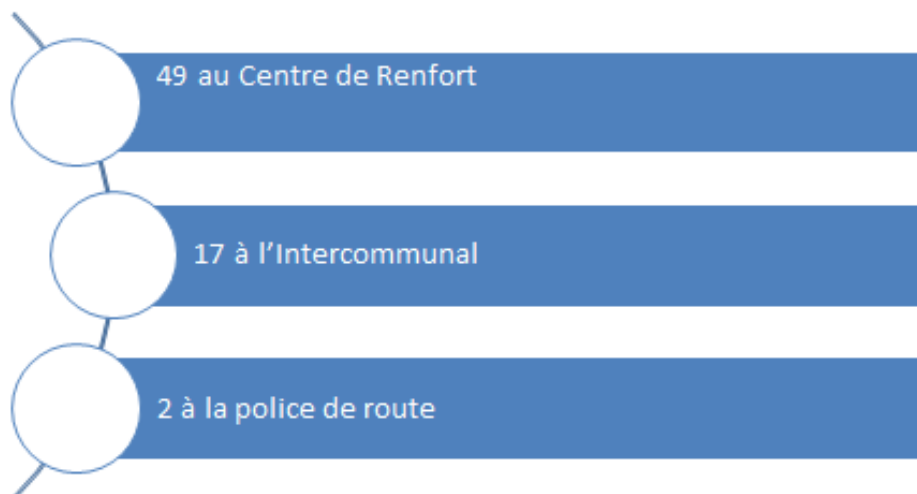 49 au Centre de Renfort
17 à l’Intercommunal
2 à la police de route